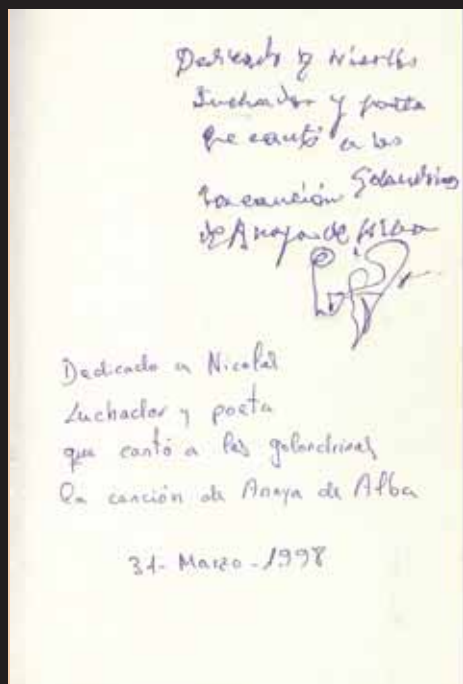 Dedicado a Nicolás
Luchador y poeta
que cantó a las
golondrinas
la canción
de Anaya de Alba
Dedicado a Nicolás
Luchador y poeta
que cantó a las golondrinas
la canción de Anaya de Alba
31-Marzo-1998